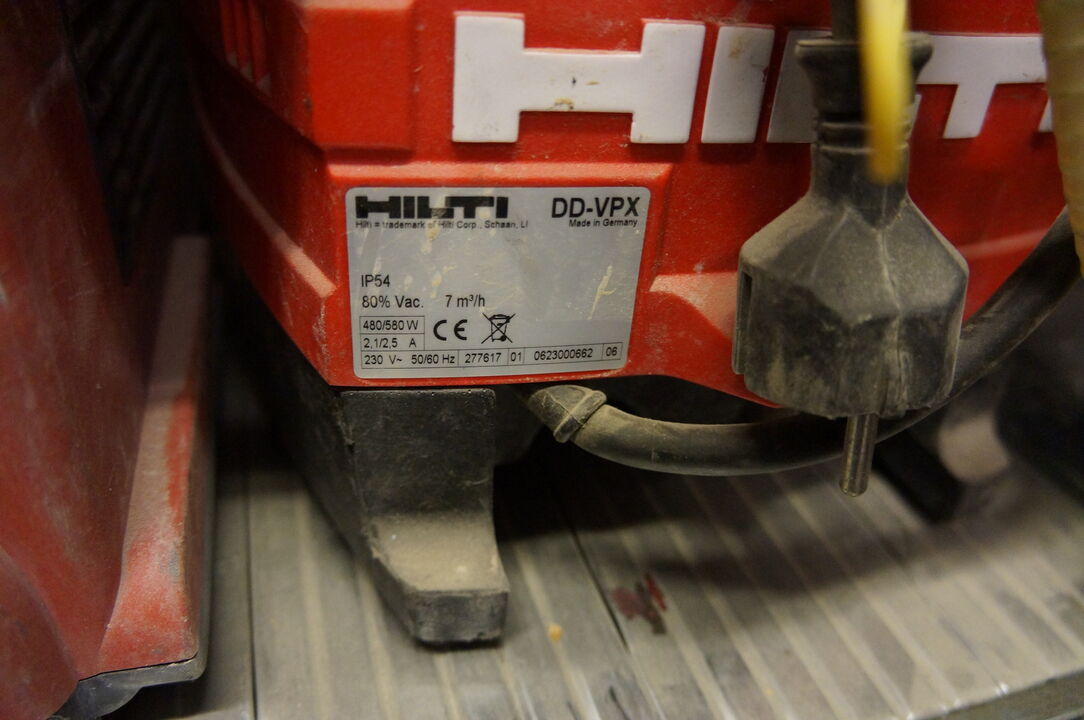 HILTI
HILTI DD-VPX
Hilti = trademark of Hilti Corp., Schaan, LI Made in Germany
IP54
80% Vac. 7 m³/h
480/580 W CE
2,1/2,5 A
230 V~ 50/60 Hz 277617 01 0623000662 06